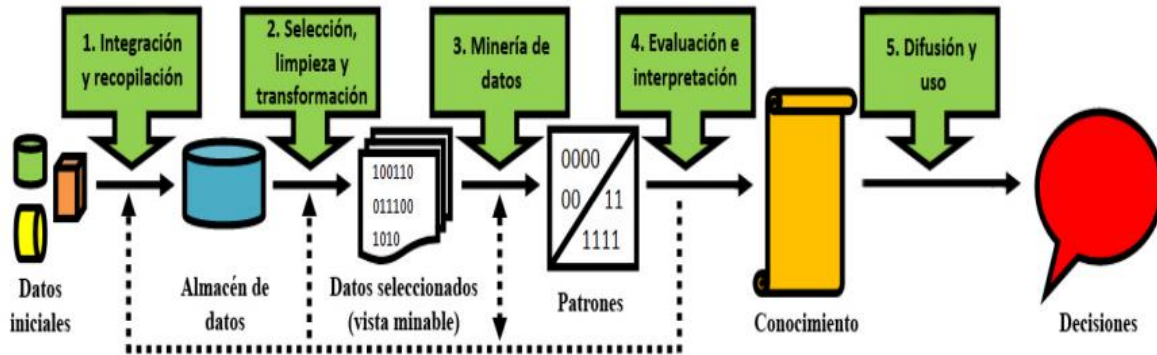 1. Integración
y recopilación
2. Selección,
limpieza y
transformación
3. Minería de
datos
4. Evaluación e
interpretación
5. Difusión y
uso
100110
011100
1010
0000
00 11
1111
Datos
iniciales
Almacén de
datos
Datos seleccionados
(vista minable)
Patrones
Conocimiento
Decisiones